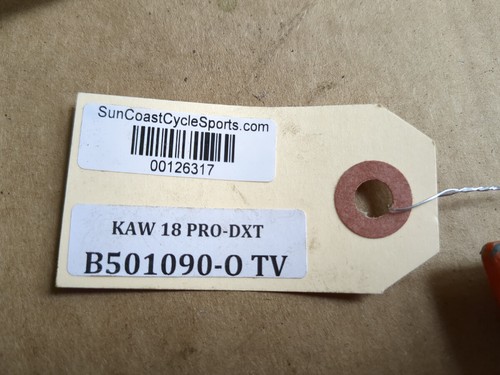 SunCoastCycleSports.com
00126317
KAW 18 PRO-DXT
B501090-O TV